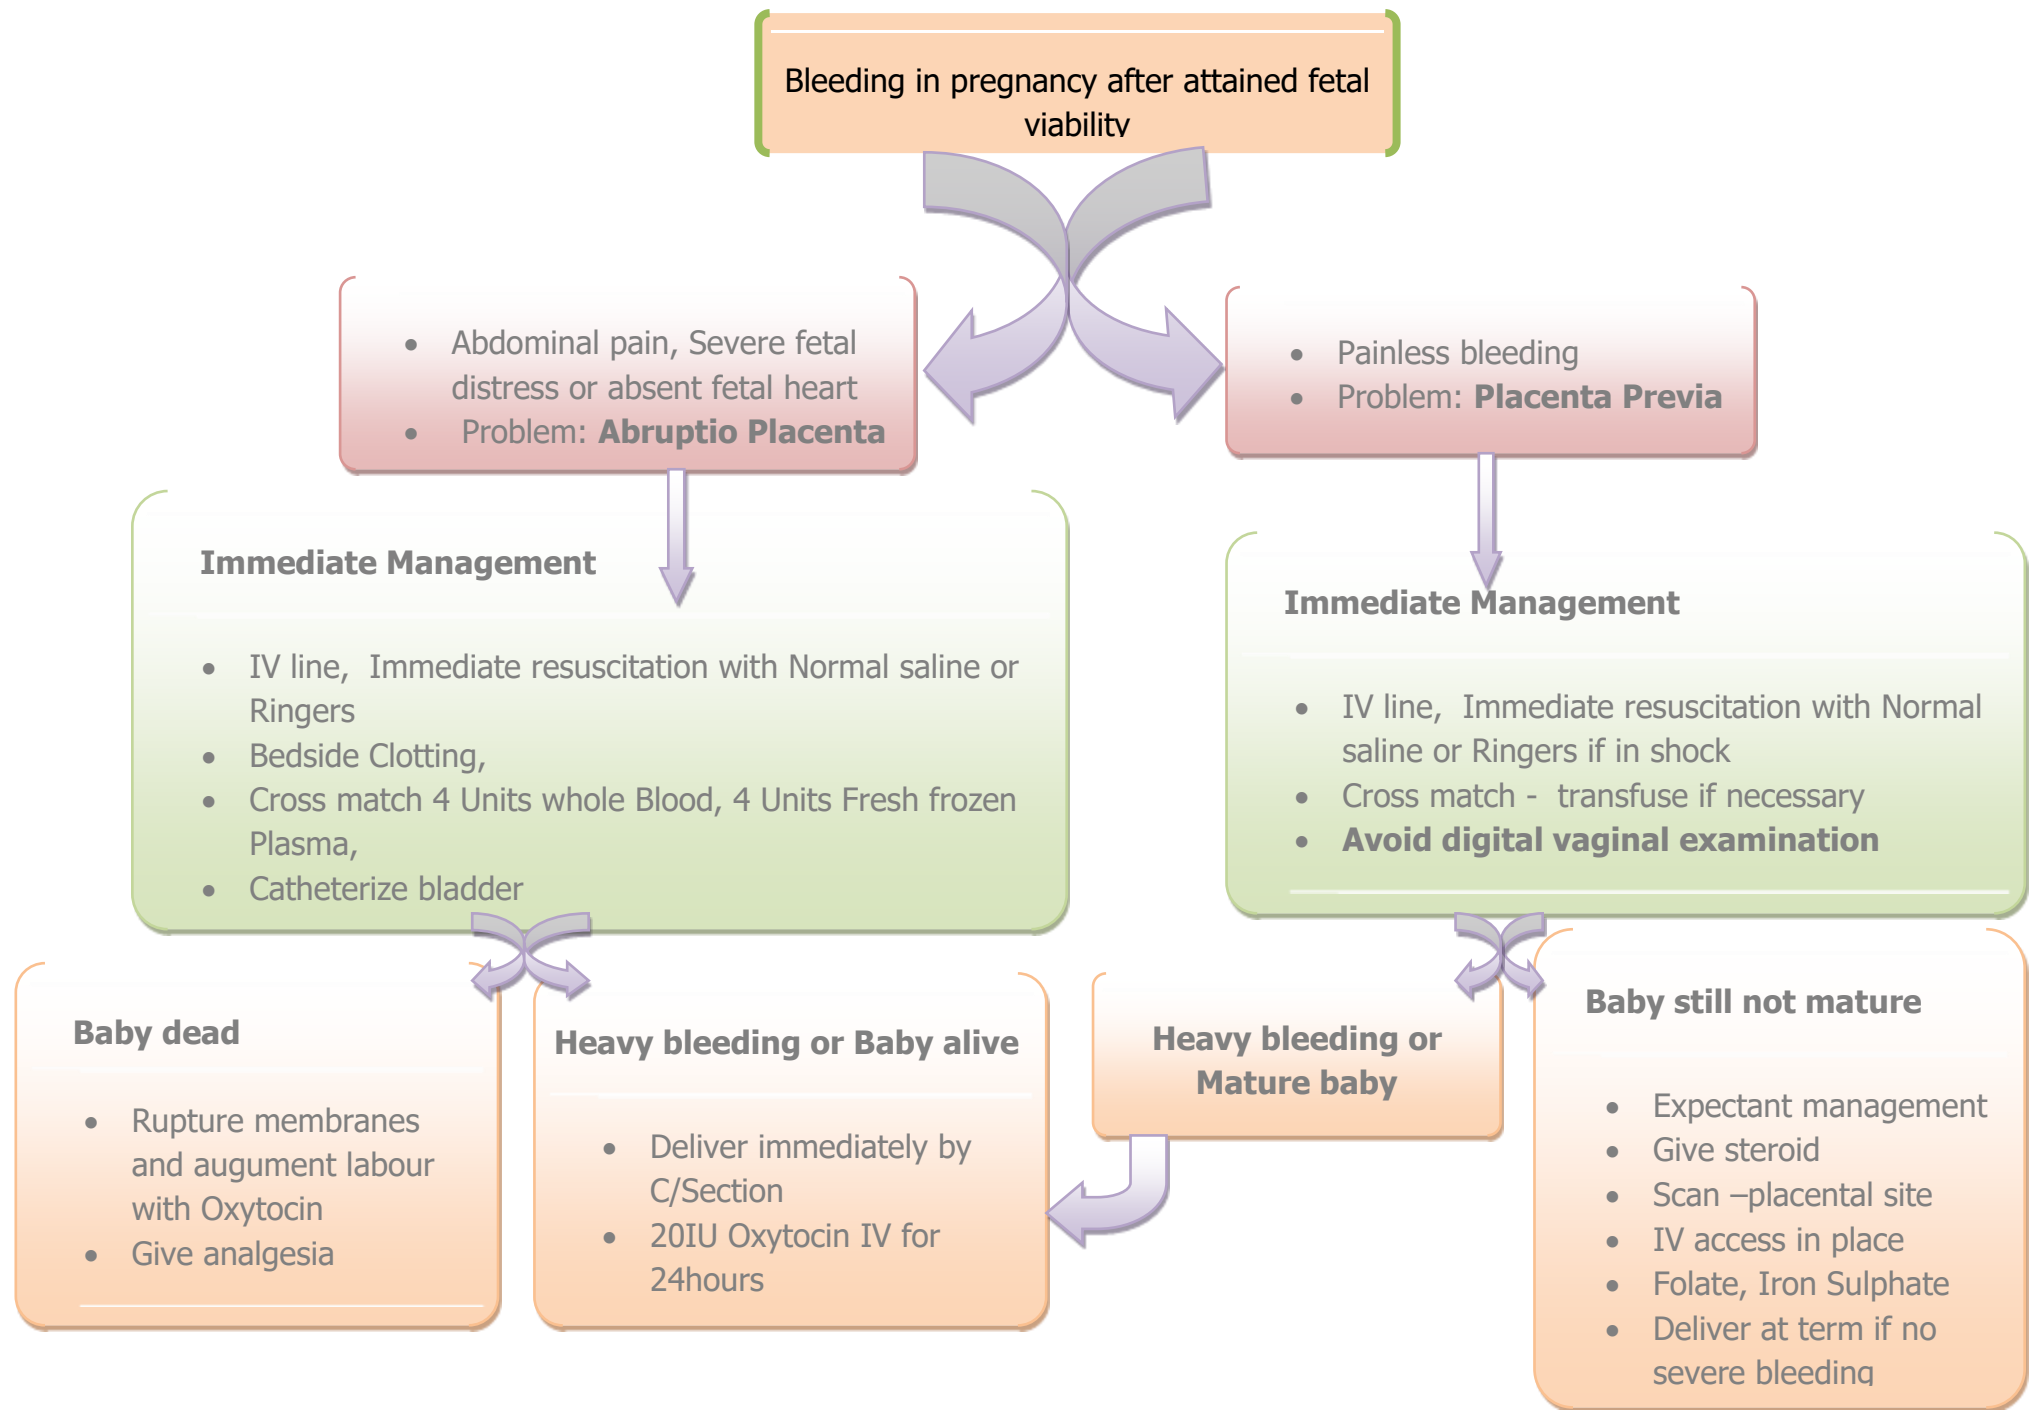 Bleeding in pregnancy after attained fetal
viability
• Abdominal pain, Severe fetal
distress or absent fetal heart
• Problem: Abruptio Placenta
• Painless bleeding
• Problem: Placenta Previa
Immediate Management
• IV line, Immediate resuscitation with Normal saline or
Ringers
• Bedside Clotting,
• Cross match 4 Units whole Blood, 4 Units Fresh frozen
Plasma,
• Catheterize bladder
Immediate Management
• IV line, Immediate resuscitation with Normal
saline or Ringers if in shock
• Cross match - transfuse if necessary
• Avoid digital vaginal examination
Baby dead
• Rupture membranes
and augument labour
with Oxytocin
• Give analgesia
Heavy bleeding or Baby alive
• Deliver immediately by
C/Section
• 20IU Oxytocin IV for
24hours
Heavy bleeding or
Mature baby
Baby still not mature
• Expectant management
• Give steroid
• Scan –placental site
• IV access in place
• Folate, Iron Sulphate
• Deliver at term if no
severe bleeding